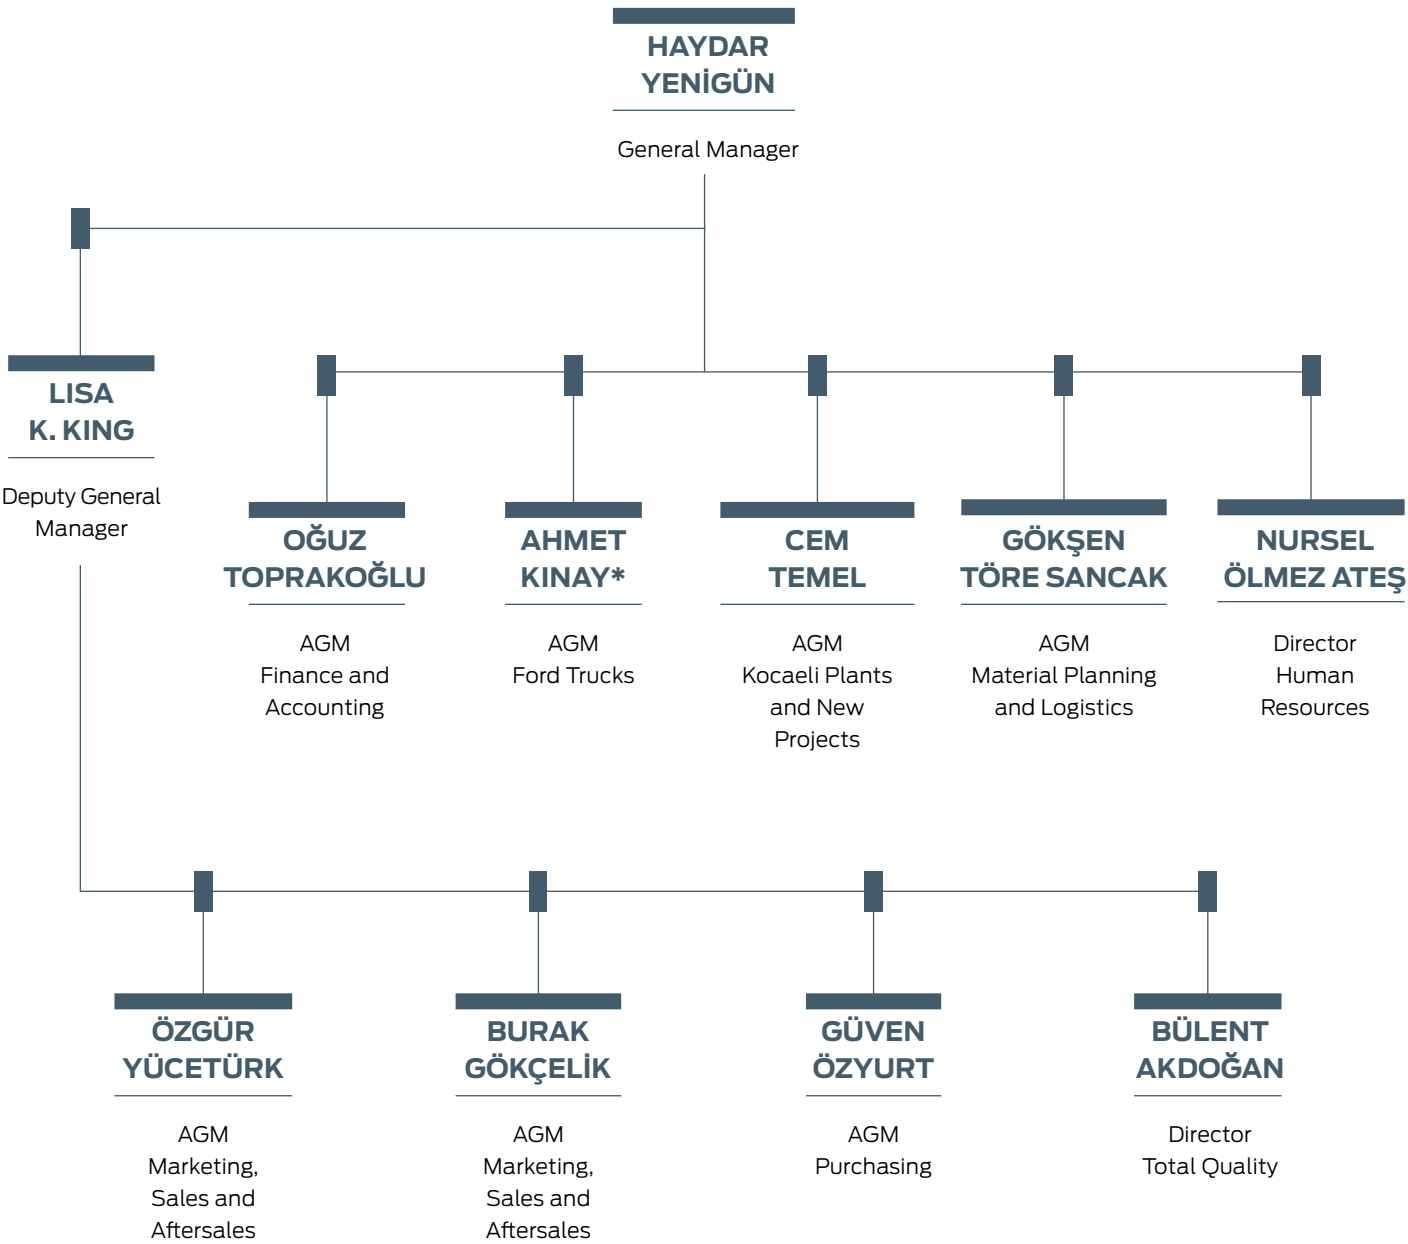 HAYDAR
YENİGÜN
General Manager
LISA
K. KING
Deputy General
Manager
OĞUZ
TOPRAKOĞLU
AGM
Finance and
Accounting
AHMET
KINAY*
AGM
Ford Trucks
CEM
TEMEL
AGM
Kocaeli Plants
and New
Projects
GÖKŞEN
TÖRE SANCAK
AGM
Material Planning
and Logistics
NURSEL
ÖLMEZ ATEŞ
Director
Human
Resources
ÖZGÜR
YÜCETÜRK
AGM
Marketing,
Sales and
Aftersales
BURAK
GÖKÇELİK
AGM
Marketing,
Sales and
Aftersales
GÜVEN
ÖZYURT
AGM
Purchasing
BÜLENT
AKDOĞAN
Director
Total Quality